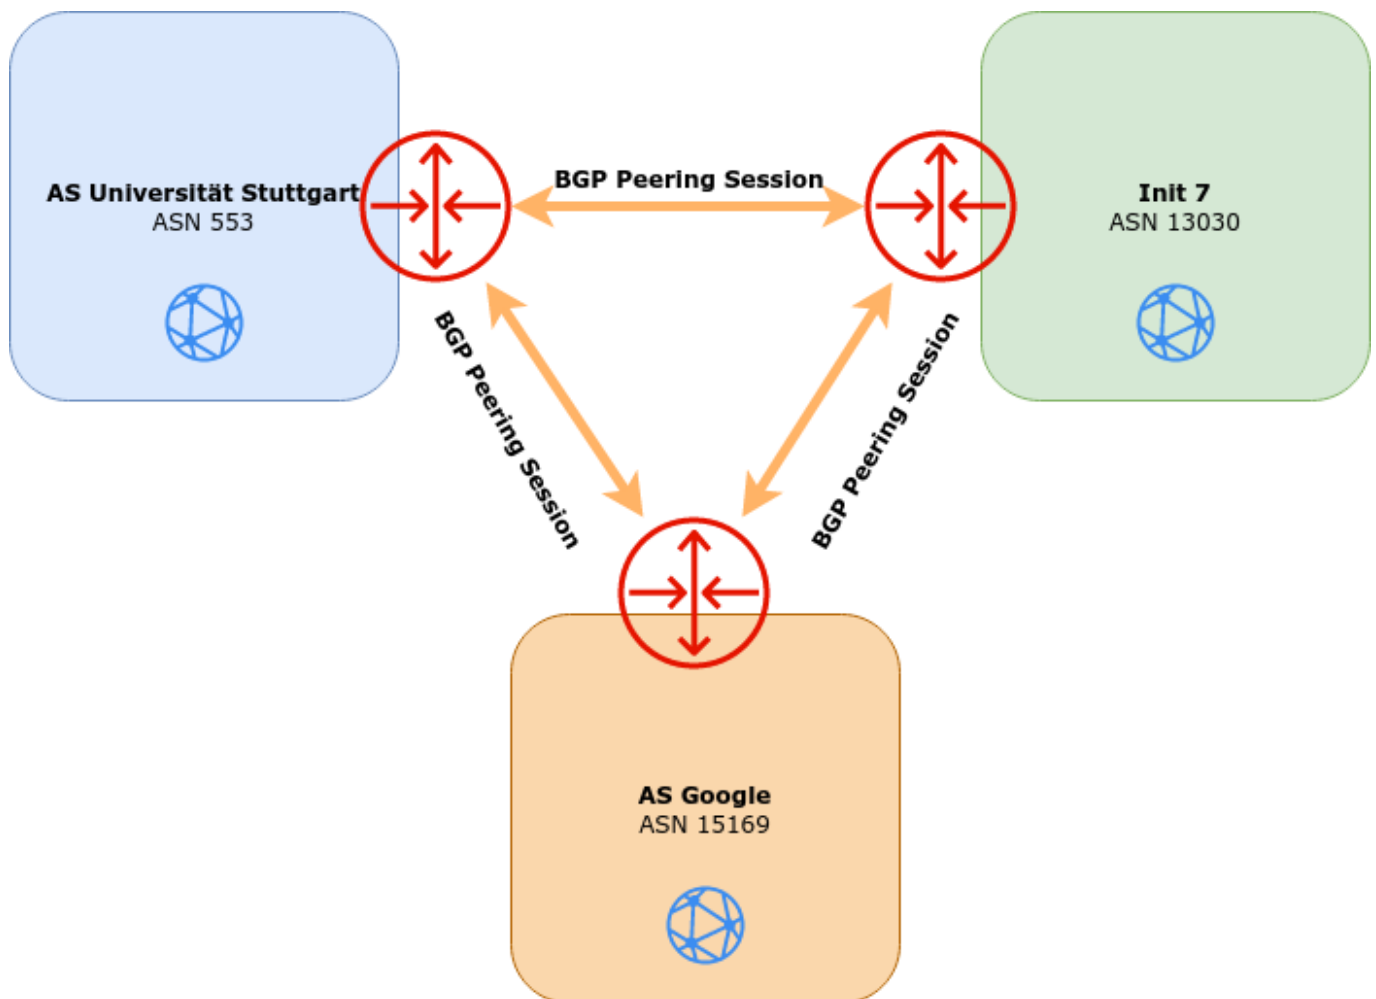 BGP Peering Session
AS Universität Stuttgart
ASN 553
Init 7
ASN 13030
BGP Peering Session
BGP Peering Session
AS Google
ASN 15169